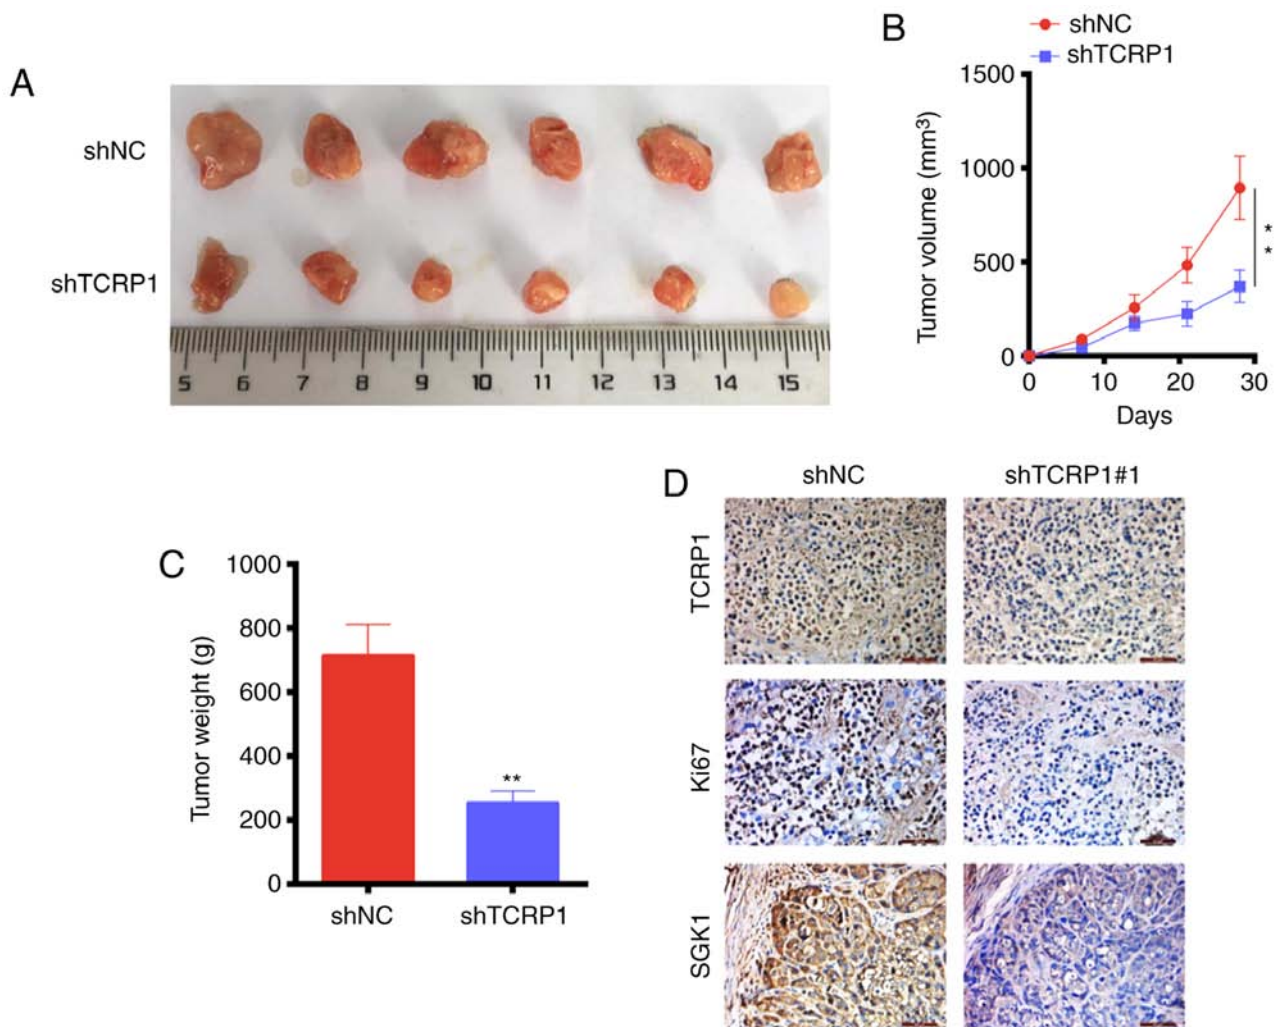 A
shNC
shTCRP1
5 6 7 8 9 10 11 12 13 14 15
B
shNC
shTCRP1
Tumor volume (mm³)
1500
1000
500
0
0 10 20 30
Days
*
*
C
Tumor weight (g)
1000
800
600
400
200
0
**
shNC shTCRP1
D
shNC shTCRP1#1
TCRP1
Ki67
SGK1